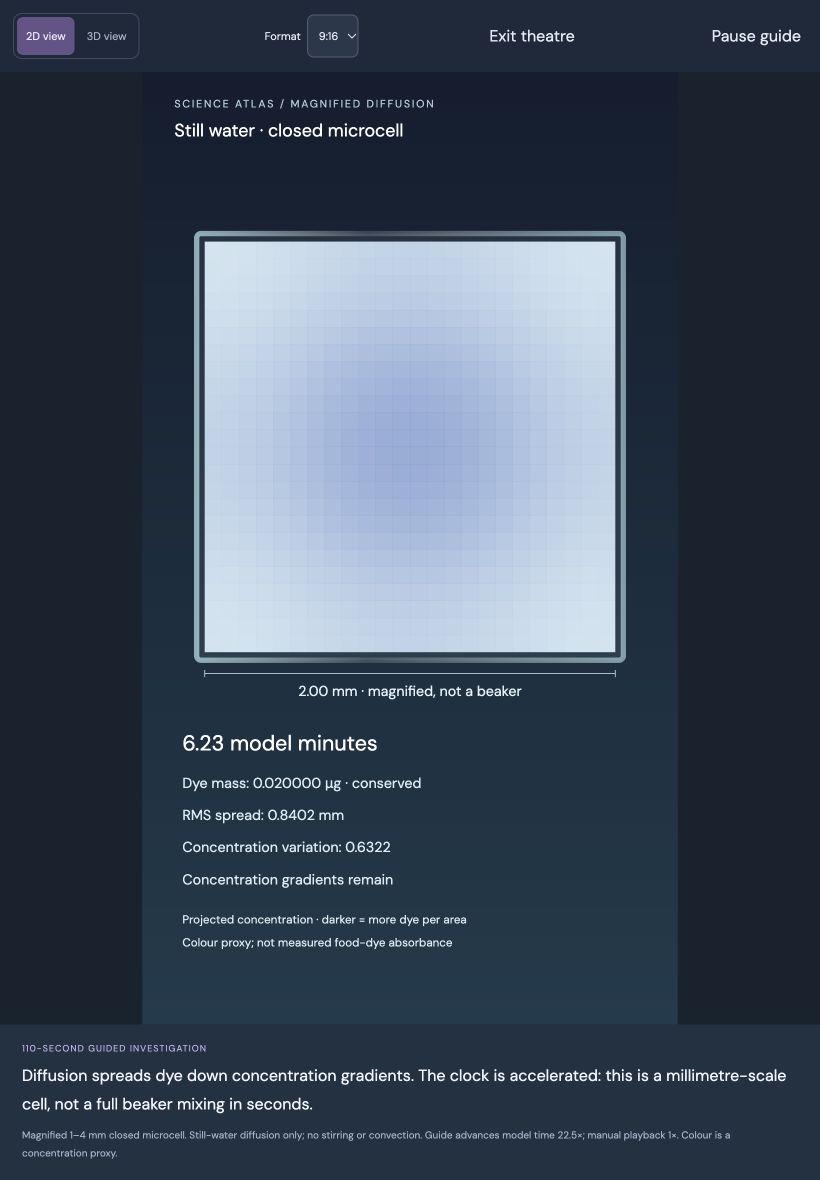 2D view
3D view
Format
9:16
Exit theatre
Pause guide
SCIENCE ATLAS / MAGNIFIED DIFFUSION
Still water · closed microcell
2.00 mm · magnified, not a beaker
6.23 model minutes
Dye mass: 0.020000 µg · conserved
RMS spread: 0.8402 mm
Concentration variation: 0.6322
Concentration gradients remain
Projected concentration · darker = more dye per area
Colour proxy; not measured food-dye absorbance
110-SECOND GUIDED INVESTIGATION
Diffusion spreads dye down concentration gradients. The clock is accelerated: this is a millimetre-scale
cell, not a full beaker mixing in seconds.
Magnified 1–4 mm closed microcell. Still-water diffusion only; no stirring or convection. Guide advances model time 22.5×; manual playback 1×. Colour is a
concentration proxy.